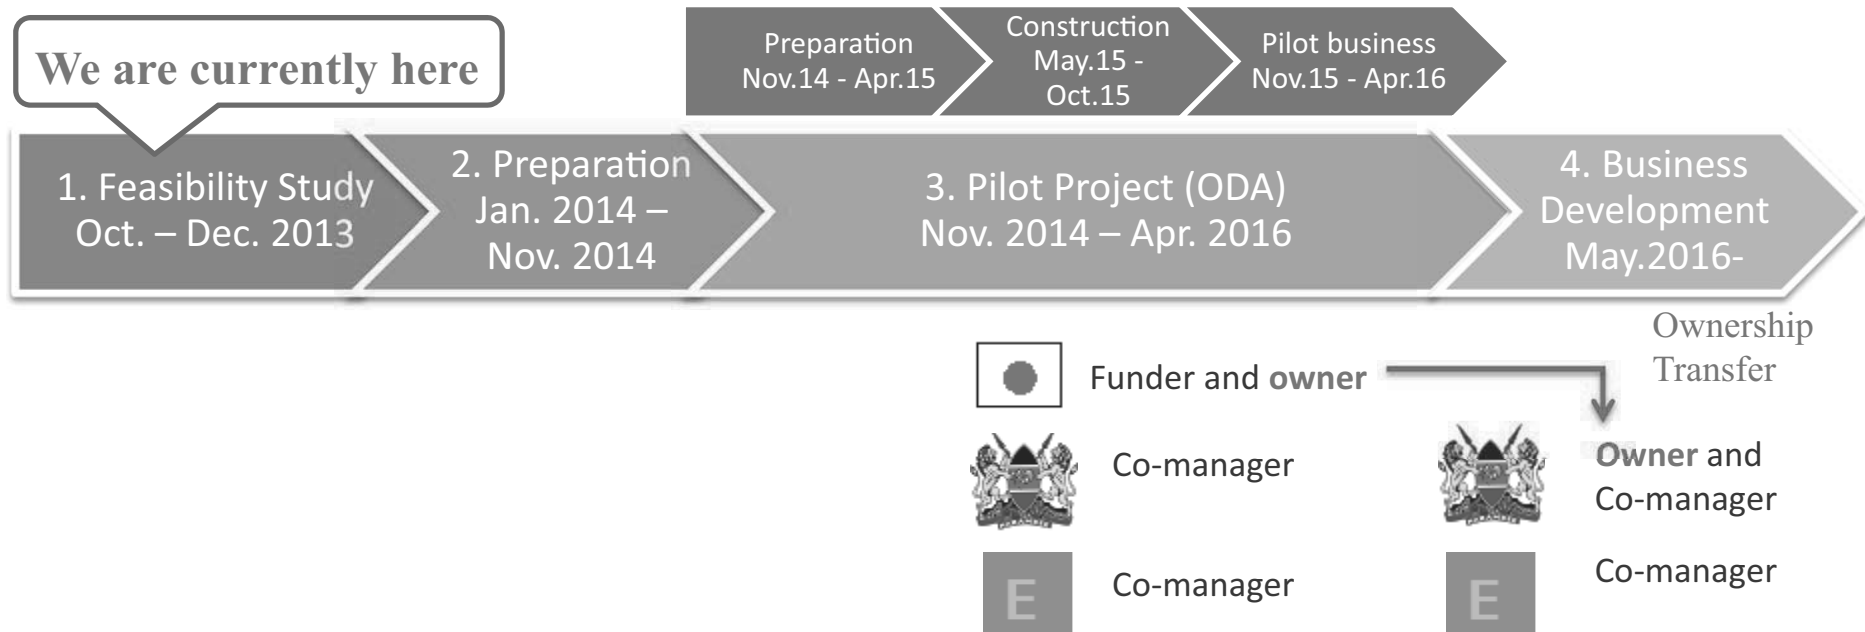 We are currently here
Preparation
Nov.14 - Apr.15
Construction
May.15 -
Oct.15
Pilot business
Nov.15 - Apr.16
1. Feasibility Study
Oct. – Dec. 2013
2. Preparation
Jan. 2014 –
Nov. 2014
3. Pilot Project (ODA)
Nov. 2014 – Apr. 2016
4. Business
Development
May.2016-
Ownership
Transfer
Funder and owner
Co-manager
Owner and
Co-manager
E
Co-manager
E
Co-manager